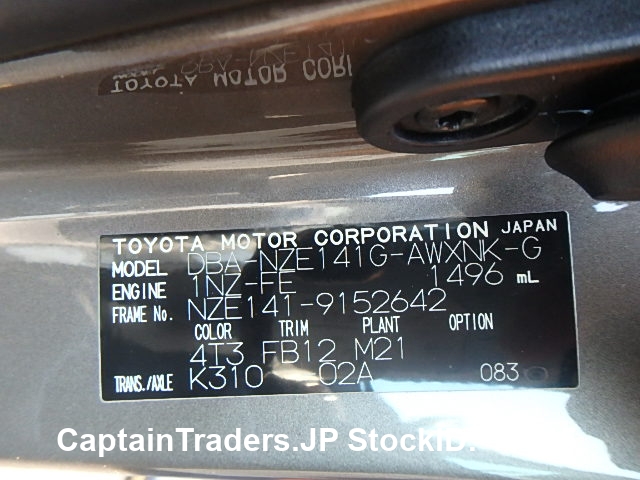 TOYOTA MOTOR CORPORATION JAPAN
MODEL DBA-NZE141G-AWXNK-G
ENGINE 1NZ-FE 1496 mL
FRAME No. NZE141-9152642
COLOR TRIM PLANT OPTION
4T3 FB12 M21
TRANS./AXLE K310 02A 083
CaptainTraders.JP StockID.